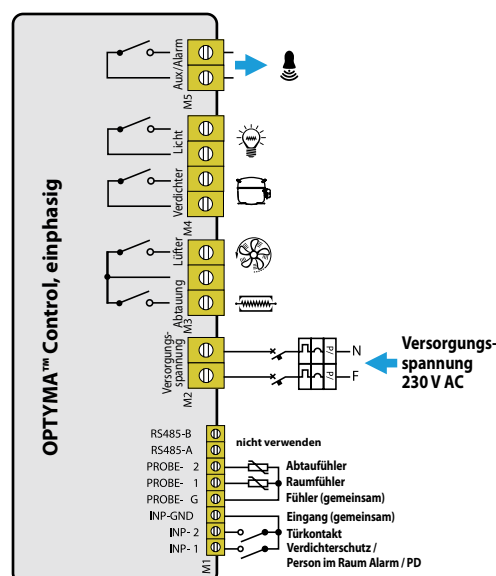 OPTYMA™ Control, einphasig
Aux/Alarm
M5
Licht
Verdichter
M4
Lüfter
Abtauung
M3
Versorgungs-
spannung
M2
N
F
Versorgungs-
spannung
230 V AC
RS485-B
RS485-A
nicht verwenden
PROBE- 2
Abtaufühler
PROBE- 1
Raumfühler
PROBE- G
Fühler (gemeinsam)
INP-GND
Eingang (gemeinsam)
INP- 2
Türkontakt
INP- 1
Verdichterschutz /
Person im Raum Alarm / PD
M1